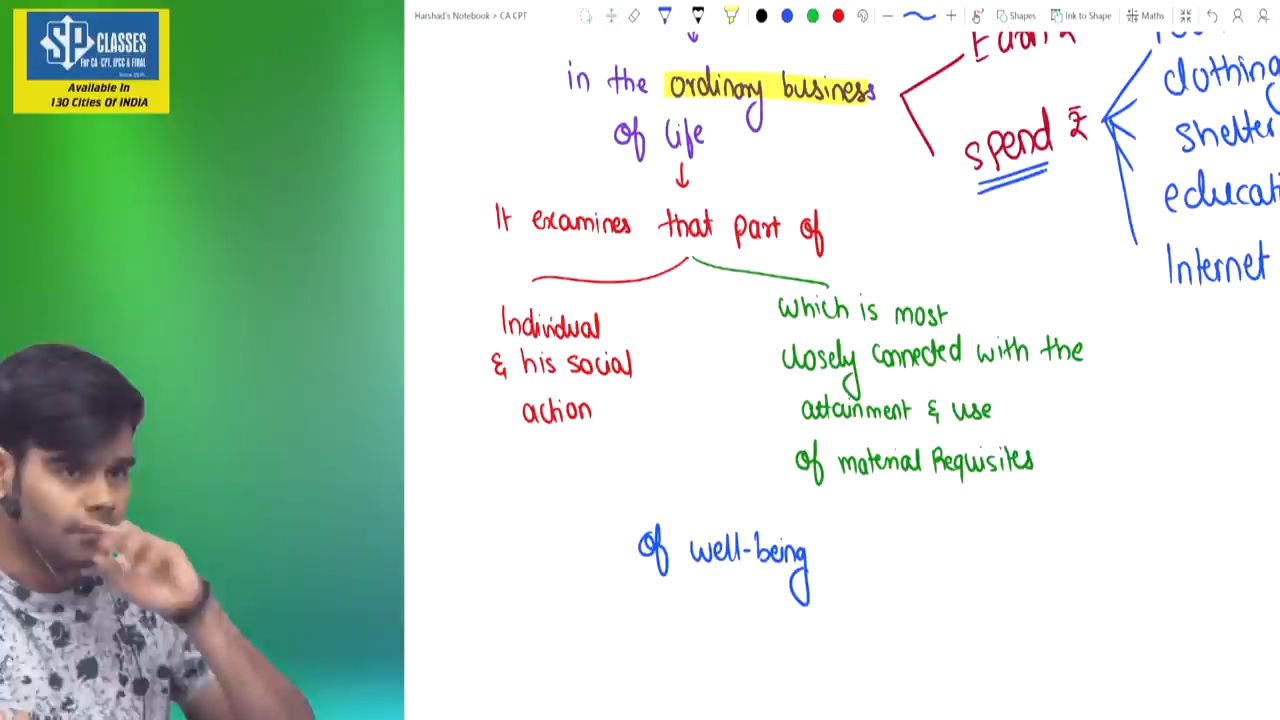 SP CLASSES
For CA-CPT, IPCC & FINAL
Since 2001.
Available In
130 Cities Of INDIA
Harshad's Notebook > CA CPT
Shapes
Ink to Shape
Maths
in the ordinary business
of life
spend ₹
clothing
shelter
educati
Internet
It examines that part of
Individual
& his social
action
which is most
closely connected with the
attainment & use
of material Requisites
of well-being